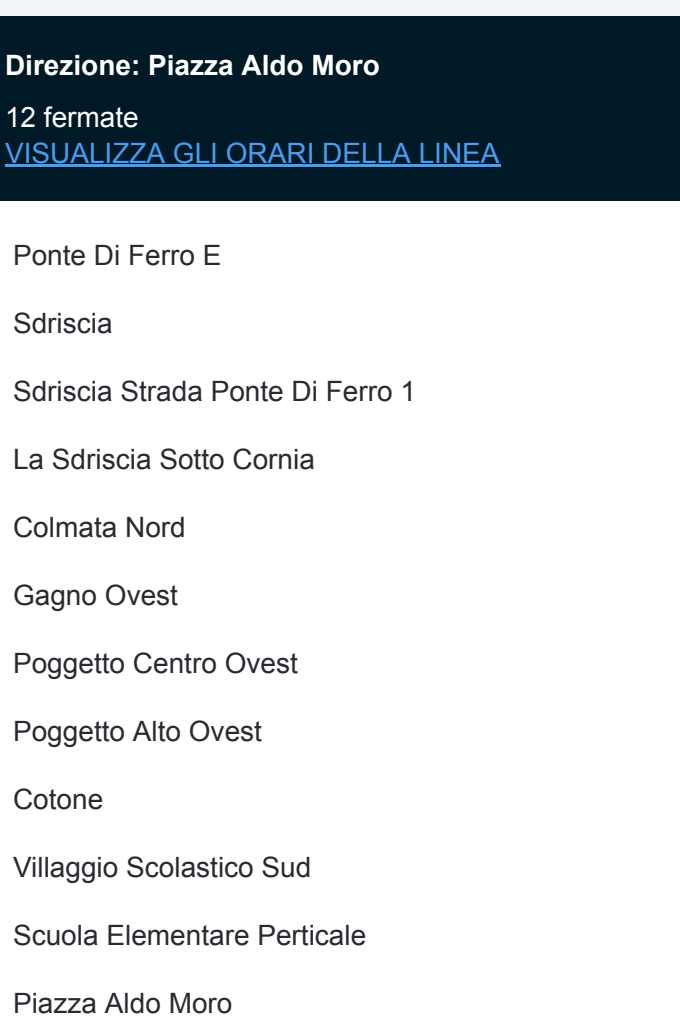 Direzione: Piazza Aldo Moro
12 fermate
VISUALIZZA GLI ORARI DELLA LINEA
Ponte Di Ferro E
Sdriscia
Sdriscia Strada Ponte Di Ferro 1
La Sdriscia Sotto Cornia
Colmata Nord
Gagno Ovest
Poggetto Centro Ovest
Poggetto Alto Ovest
Cotone
Villaggio Scolastico Sud
Scuola Elementare Perticale
Piazza Aldo Moro